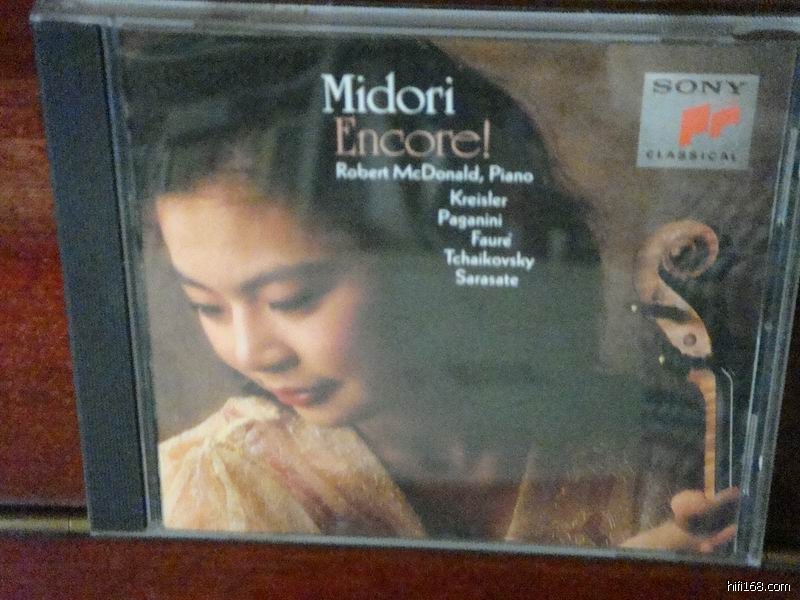 Midori
Encore!
Robert McDonald, Piano
Kreisler
Paganini
Fauré
Tchaikovsky
Sarasate
SONY
CLASSICAL
hifi168.com